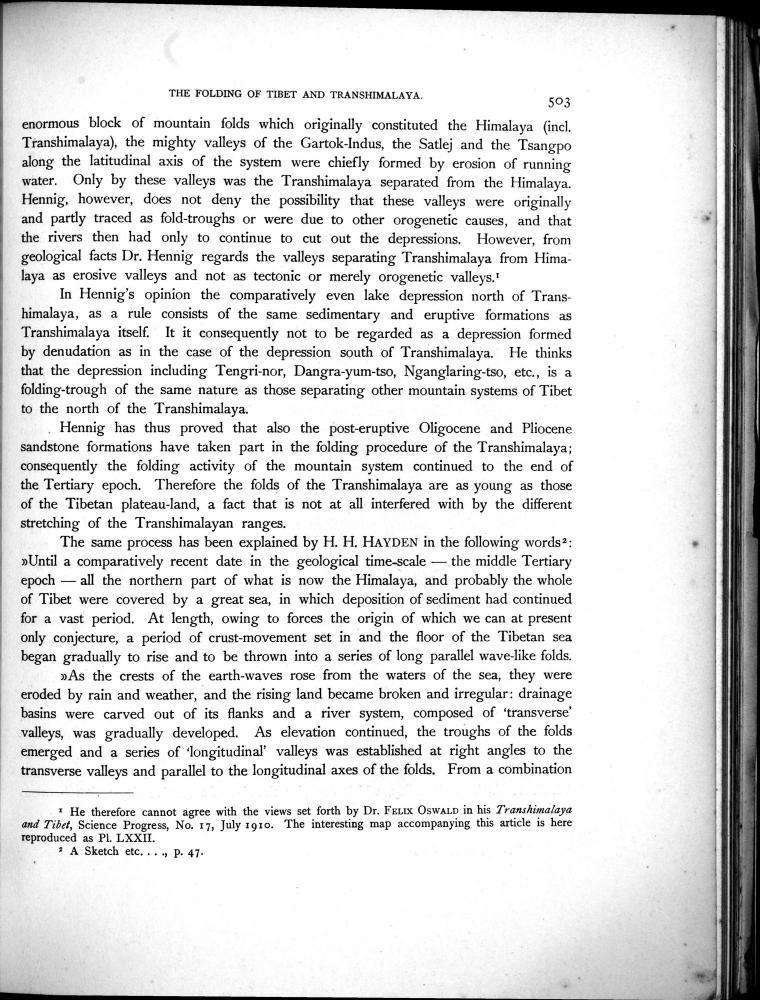 THE FOLDING OF TIBET AND TRANSHIMALAYA.
503
enormous block of mountain folds which originally constituted the Himalaya (incl.
Transhimalaya), the mighty valleys of the Gartok-Indus, the Satlej and the Tsangpo
along the latitudinal axis of the system were chiefly formed by erosion of running
water. Only by these valleys was the Transhimalaya separated from the Himalaya.
Hennig, however, does not deny the possibility that these valleys were originally
and partly traced as fold-troughs or were due to other orogenetic causes, and that
the rivers then had only to continue to cut out the depressions. However, from
geological facts Dr. Hennig regards the valleys separating Transhimalaya from Hima-
laya as erosive valleys and not as tectonic or merely orogenetic valleys.¹
In Hennig's opinion the comparatively even lake depression north of Trans-
himalaya, as a rule consists of the same sedimentary and eruptive formations as
Transhimalaya itself. It it consequently not to be regarded as a depression formed
by denudation as in the case of the depression south of Transhimalaya. He thinks
that the depression including Tengri-nor, Dangra-yum-tso, Nganglaring-tso, etc., is a
folding-trough of the same nature as those separating other mountain systems of Tibet
to the north of the Transhimalaya.
Hennig has thus proved that also the post-eruptive Oligocene and Pliocene
sandstone formations have taken part in the folding procedure of the Transhimalaya;
consequently the folding activity of the mountain system continued to the end of
the Tertiary epoch. Therefore the folds of the Transhimalaya are as young as those
of the Tibetan plateau-land, a fact that is not at all interfered with by the different
stretching of the Transhimalayan ranges.
The same process has been explained by H. H. HAYDEN in the following words²:
»Until a comparatively recent date in the geological time-scale — the middle Tertiary
epoch — all the northern part of what is now the Himalaya, and probably the whole
of Tibet were covered by a great sea, in which deposition of sediment had continued
for a vast period. At length, owing to forces the origin of which we can at present
only conjecture, a period of crust-movement set in and the floor of the Tibetan sea
began gradually to rise and to be thrown into a series of long parallel wave-like folds.
»As the crests of the earth-waves rose from the waters of the sea, they were
eroded by rain and weather, and the rising land became broken and irregular: drainage
basins were carved out of its flanks and a river system, composed of 'transverse'
valleys, was gradually developed. As elevation continued, the troughs of the folds
emerged and a series of 'longitudinal' valleys was established at right angles to the
transverse valleys and parallel to the longitudinal axes of the folds. From a combination
¹ He therefore cannot agree with the views set forth by Dr. FELIX OSWALD in his Transhimalaya
and Tibet, Science Progress, No. 17, July 1910. The interesting map accompanying this article is here
reproduced as Pl. LXXII.
² A Sketch etc. . . ., p. 47.